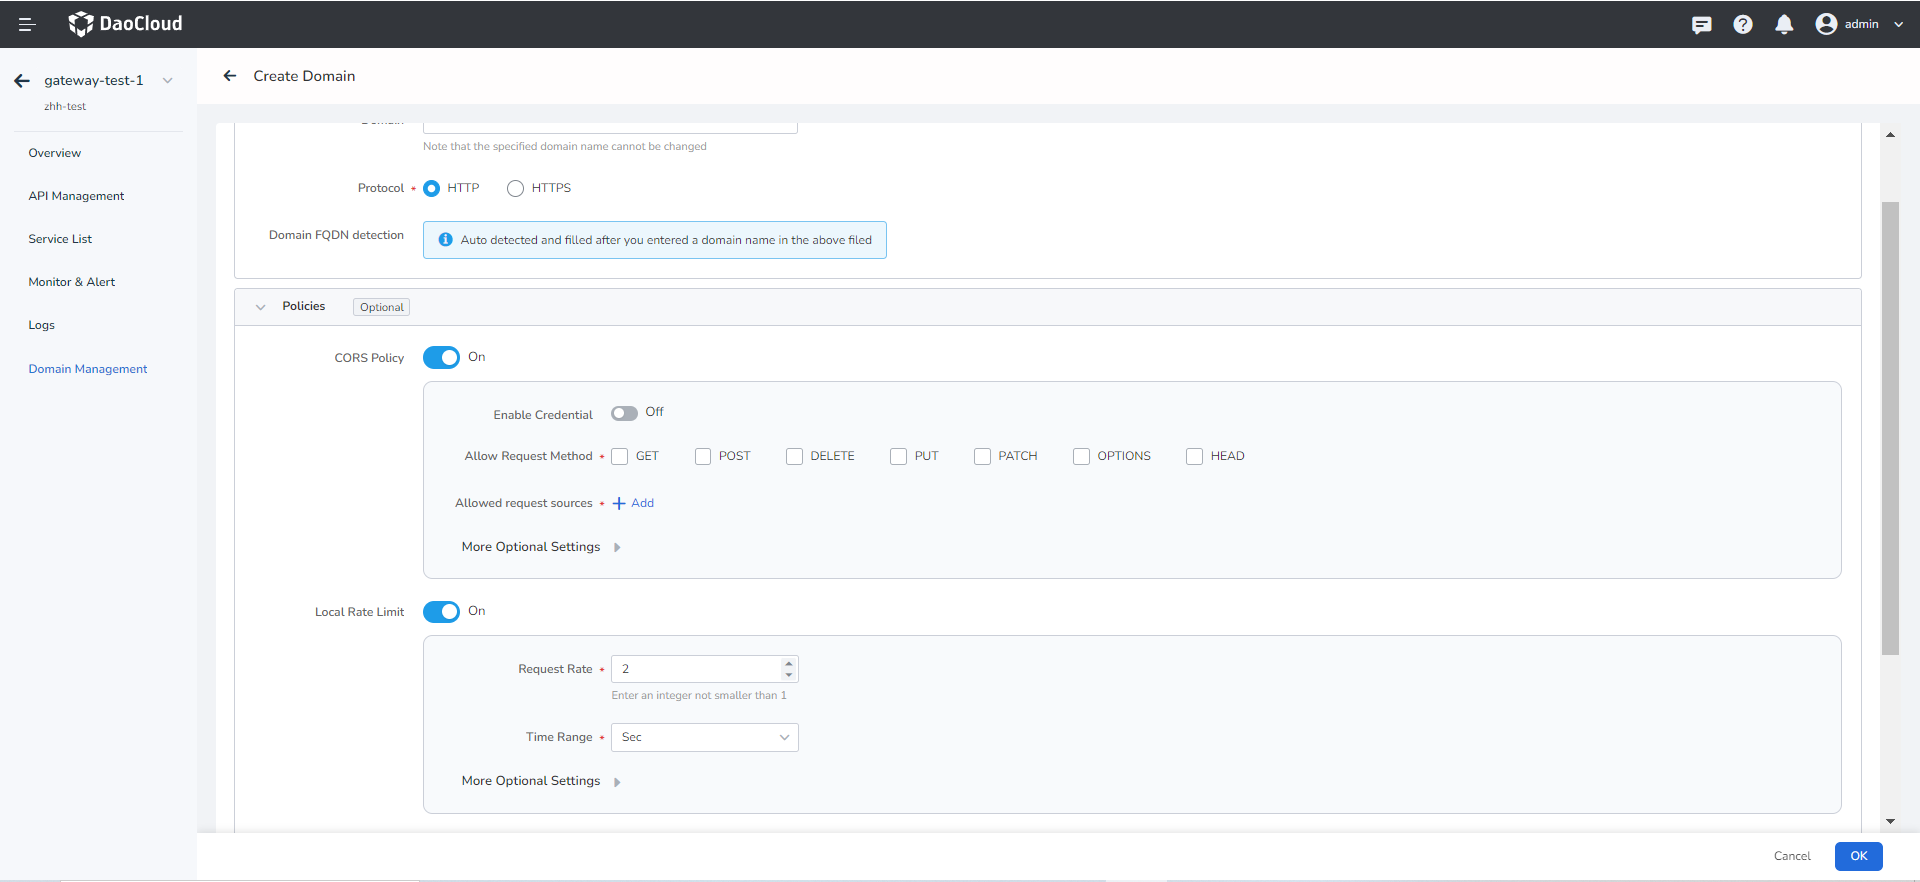 DaoCloud
admin
gateway-test-1
zhh-test
Overview
API Management
Service List
Monitor & Alert
Logs
Domain Management
Create Domain
Note that the specified domain name cannot be changed
Protocol * HTTP HTTPS
Domain FQDN detection
Auto detected and filled after you entered a domain name in the above filed
Policies Optional
CORS Policy On
Enable Credential Off
Allow Request Method * GET POST DELETE PUT PATCH OPTIONS HEAD
Allowed request sources * + Add
More Optional Settings
Local Rate Limit On
Request Rate * 2
Enter an integer not smaller than 1
Time Range * Sec
More Optional Settings
Cancel OK